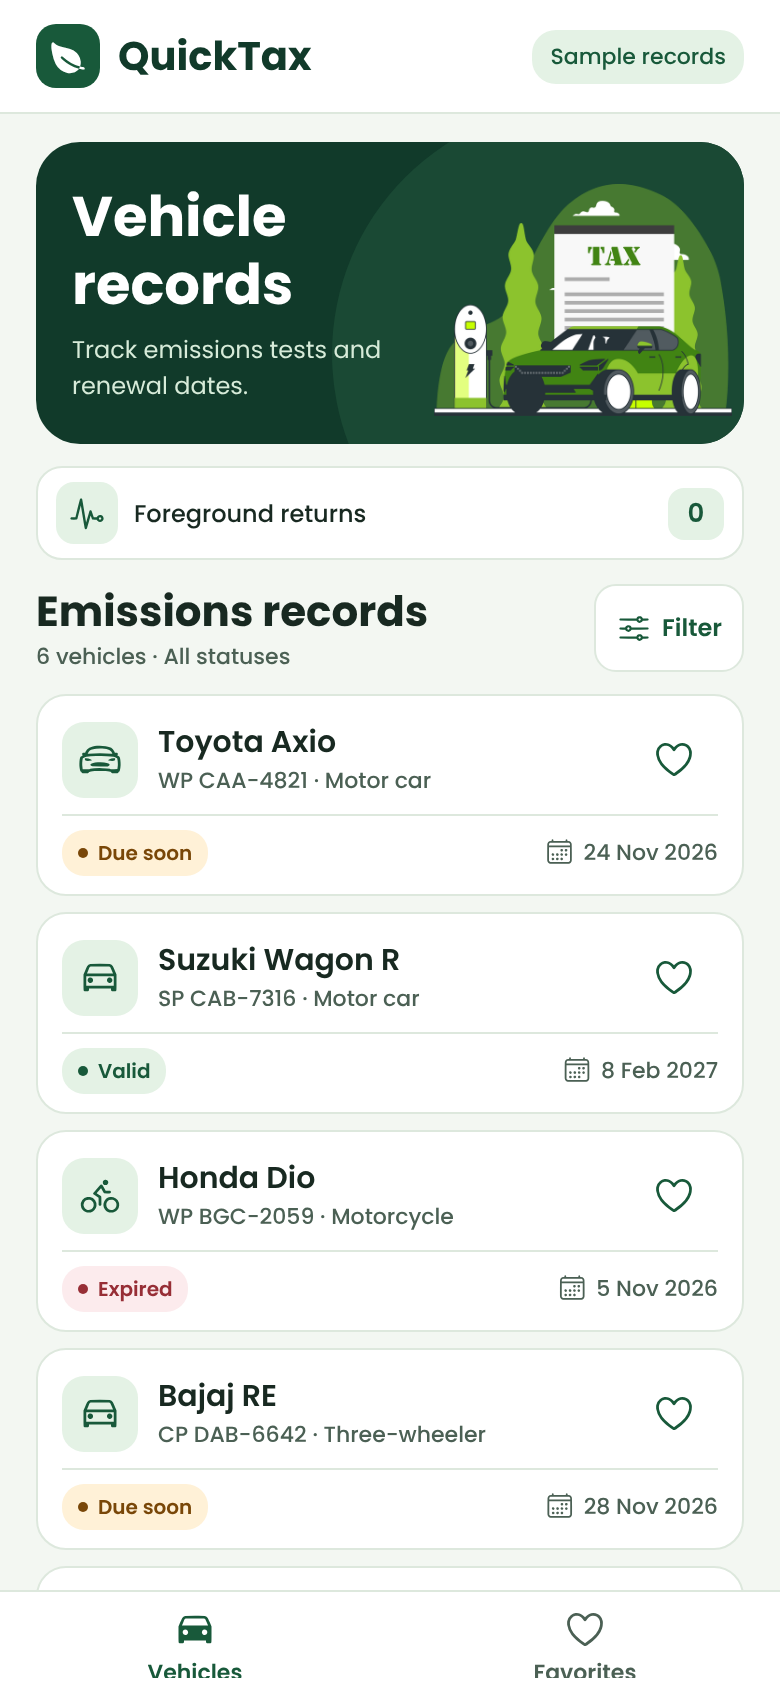 QuickTax
Sample records
Vehicle
records
Track emissions tests and
renewal dates.
TAX
Foreground returns
0
Emissions records
6 vehicles · All statuses
Filter
Toyota Axio
WP CAA-4821 · Motor car
Due soon
24 Nov 2026
Suzuki Wagon R
SP CAB-7316 · Motor car
Valid
8 Feb 2027
Honda Dio
WP BGC-2059 · Motorcycle
Expired
5 Nov 2026
Bajaj RE
CP DAB-6642 · Three-wheeler
Due soon
28 Nov 2026
Vehicles
Favorites